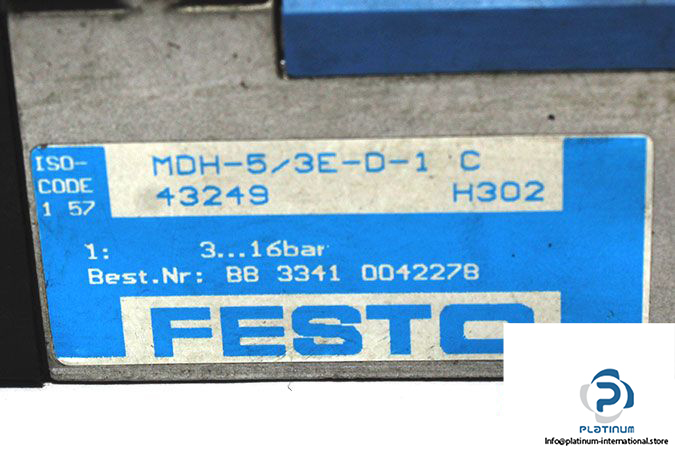 ISO-
CODE
1 57
MDH-5/3E-D-1 C
43249 H302
1: 3...16bar
Best.Nr: BB 3341 0042278
FESTO
P
PLATINUM
Info@platinum-international.store